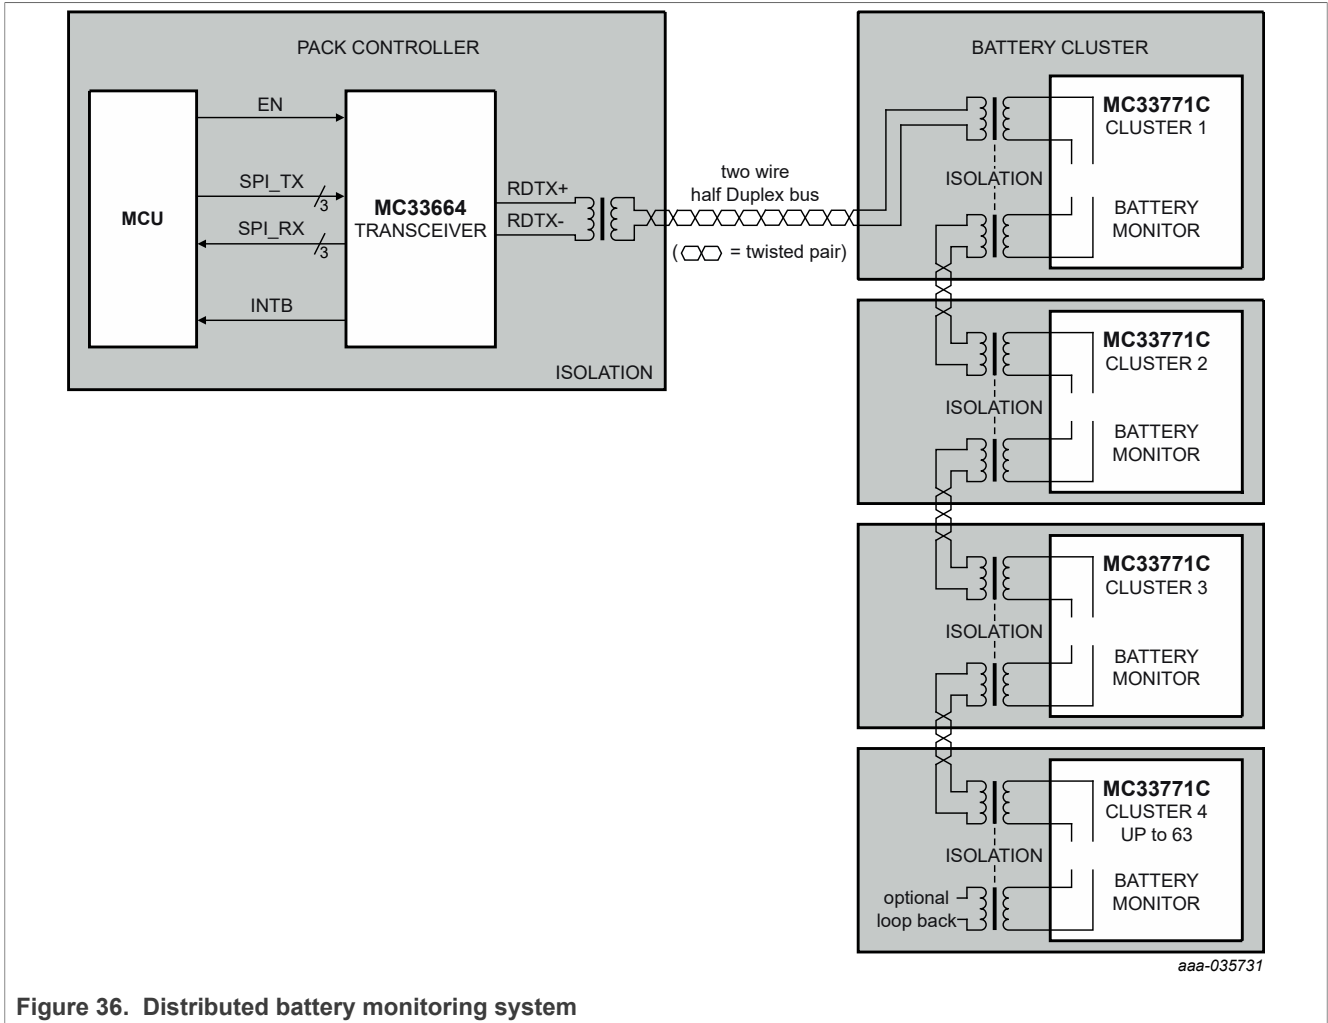 PACK CONTROLLER
MCU
EN
SPI_TX
3
SPI_RX
3
INTB
MC33664
TRANSCEIVER
RDTX+
RDTX-
ISOLATION
two wire
half Duplex bus
( = twisted pair)
BATTERY CLUSTER
MC33771C
CLUSTER 1
ISOLATION
BATTERY
MONITOR
MC33771C
CLUSTER 2
ISOLATION
BATTERY
MONITOR
MC33771C
CLUSTER 3
ISOLATION
BATTERY
MONITOR
MC33771C
CLUSTER 4
UP to 63
ISOLATION
BATTERY
MONITOR
optional
loop back
aaa-035731
Figure 36. Distributed battery monitoring system